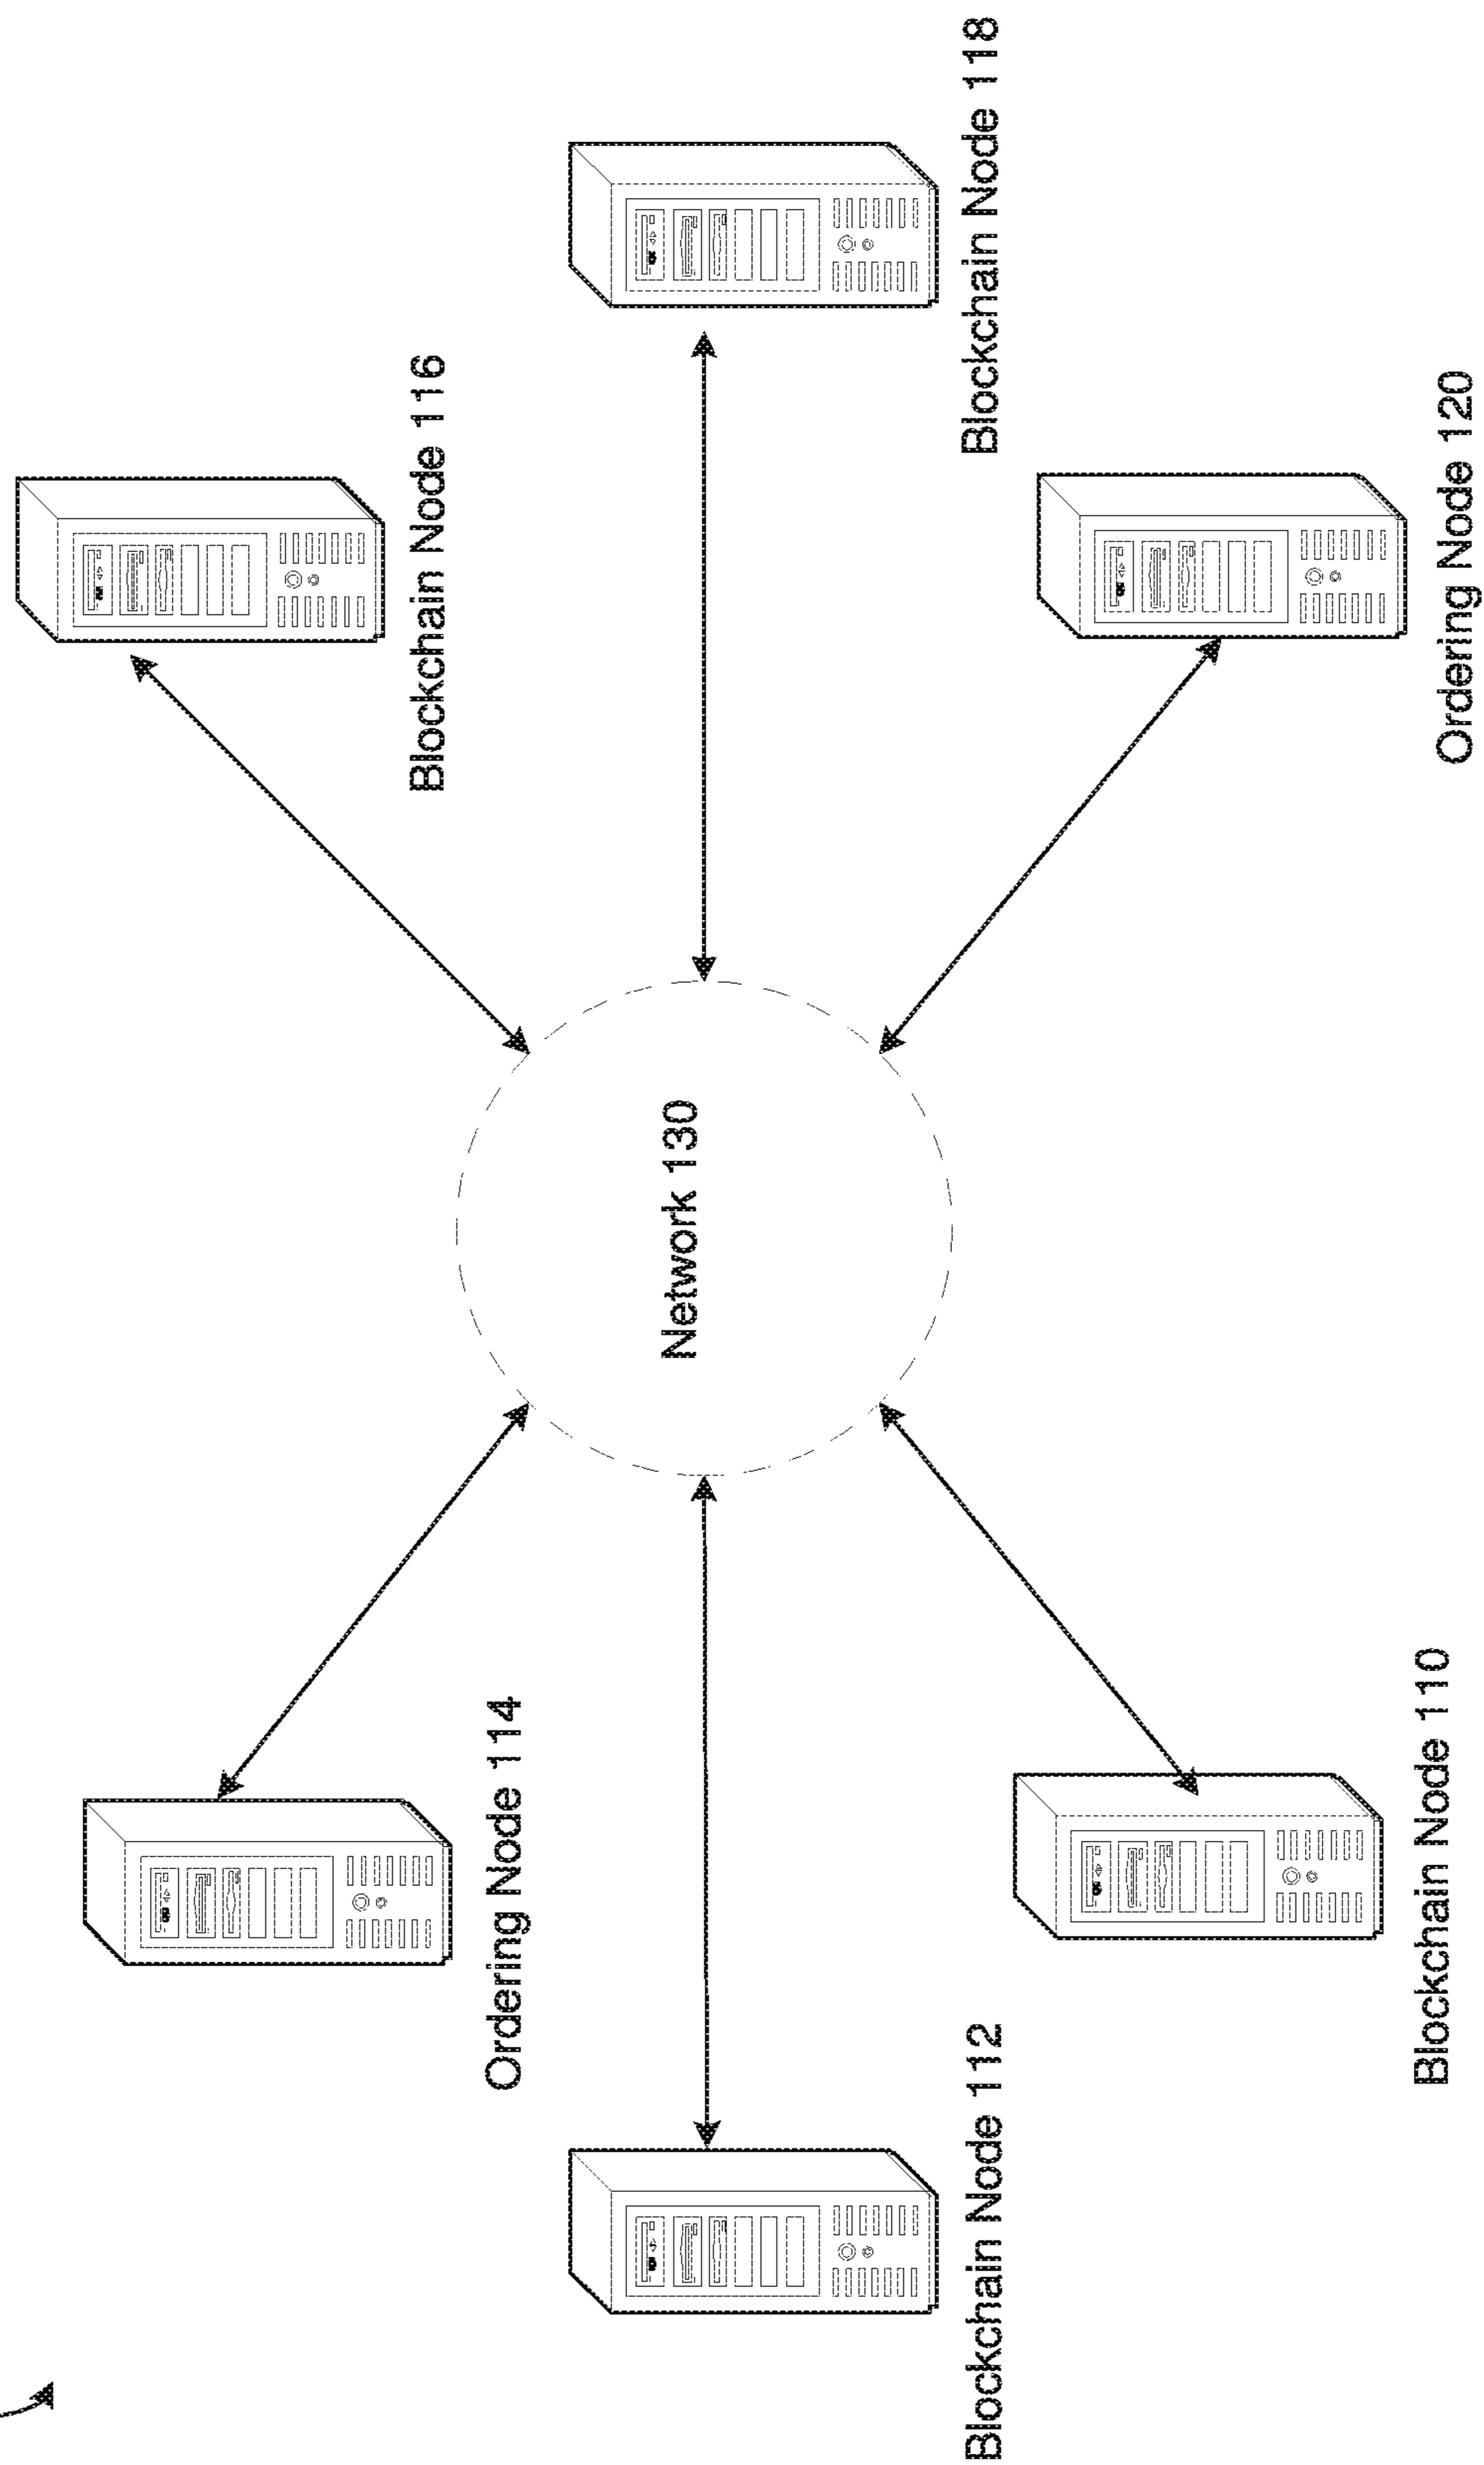 Ordering Node 114
Blockchain Node 116
Blockchain Node 112
Network 130
Blockchain Node 118
Blockchain Node 110
Ordering Node 120